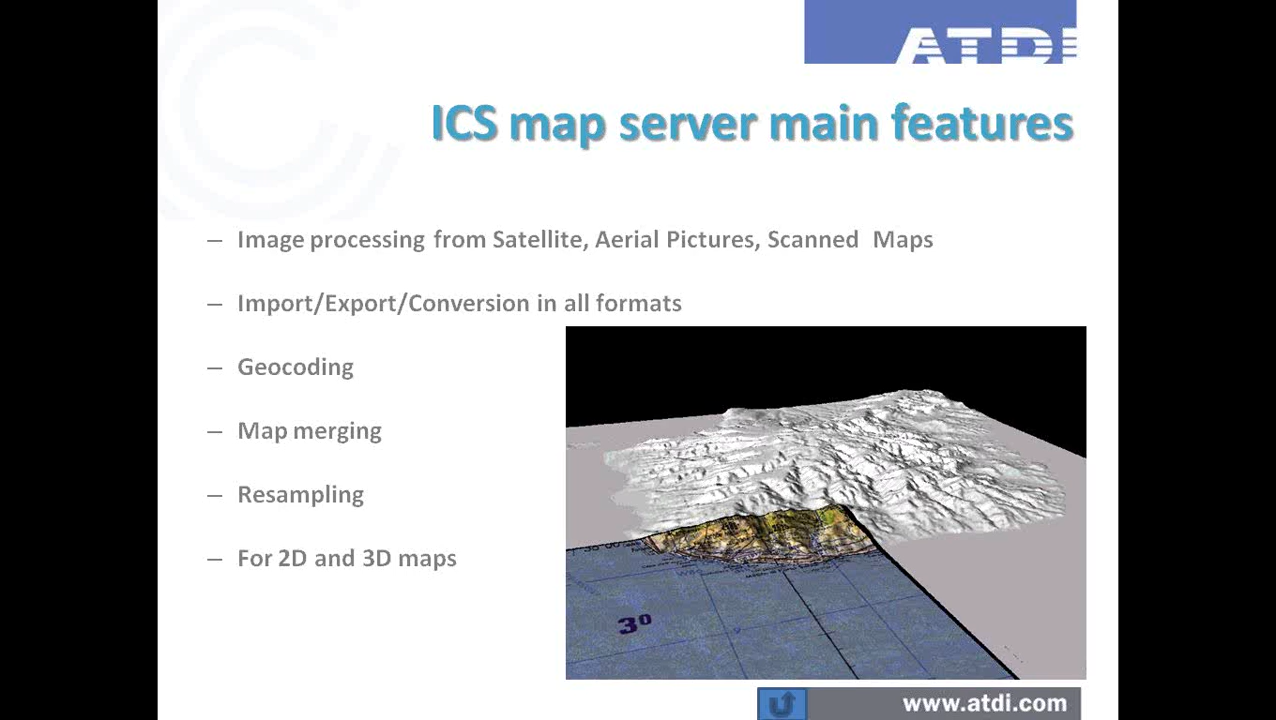 ATDI
ICS map server main features
– Image processing from Satellite, Aerial Pictures, Scanned Maps
– Import/Export/Conversion in all formats
– Geocoding
– Map merging
– Resampling
– For 2D and 3D maps
3⁰
www.atdi.com